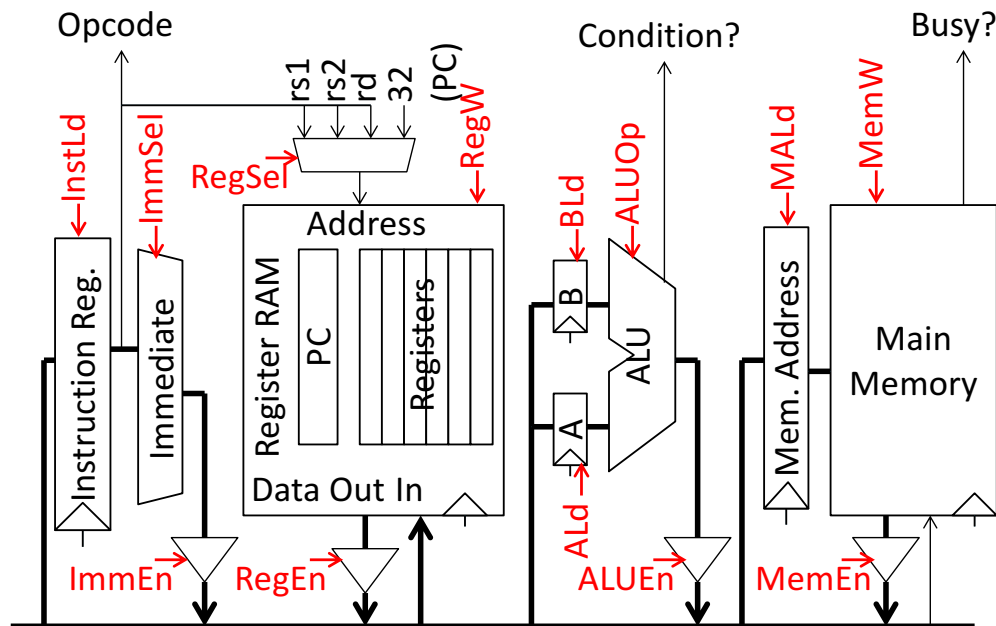 Opcode
Condition?
Busy?
rs1
rs2
rd
32
(PC)
InstLd
ImmSel
RegSel
RegW
BLd
ALUOp
MALd
MemW
Address
Instruction Reg.
Immediate
Register RAM
PC
Registers
B
A
ALU
Mem. Address
Main
Memory
Data Out In
ALd
ImmEn
RegEn
ALUEn
MemEn